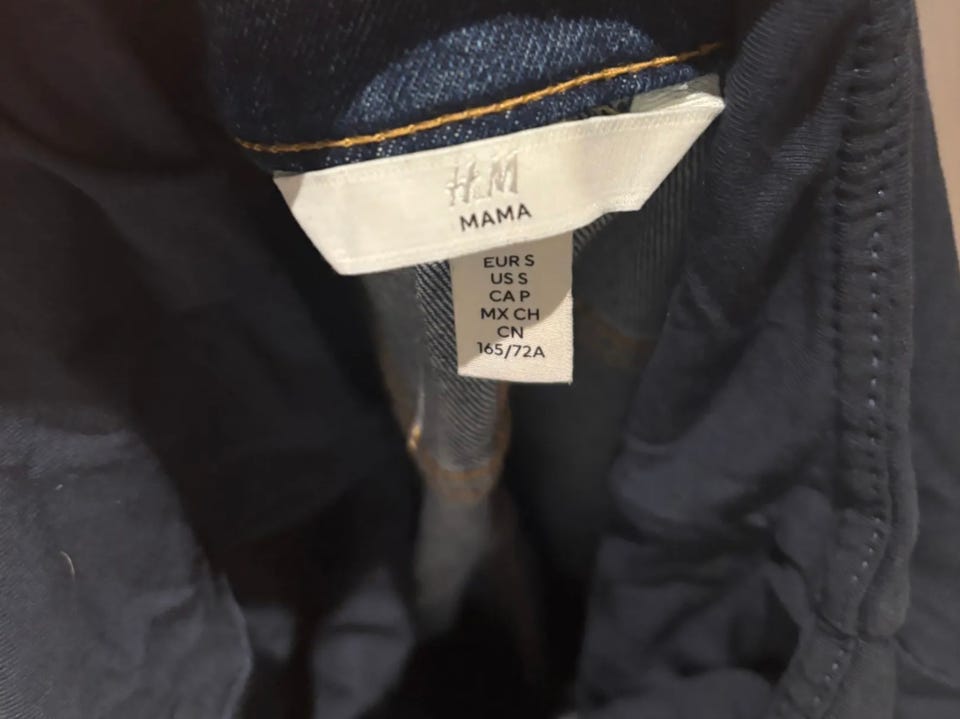 H&M
MAMA
EUR S
US S
CA P
MX CH
CN
165/72A